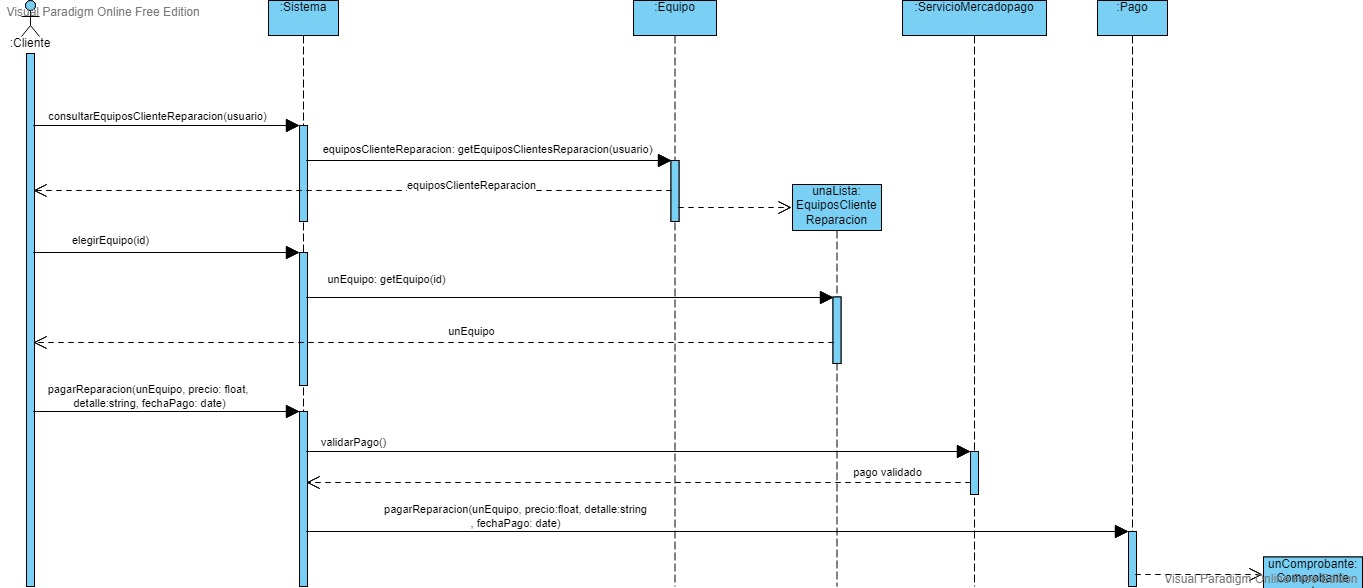 Visual Paradigm Online Free Edition
:Cliente
:Sistema
:Equipo
:ServicioMercadopago
:Pago
consultarEquiposClienteReparacion(usuario)
equiposClienteReparacion: getEquiposClientesReparacion(usuario)
equiposClienteReparacion
unaLista:
EquiposCliente
Reparacion
elegirEquipo(id)
unEquipo: getEquipo(id)
unEquipo
pagarReparacion(unEquipo, precio: float,
detalle:string, fechaPago: date)
validarPago()
pago validado
pagarReparacion(unEquipo, precio:float, detalle:string
, fechaPago: date)
unComprobante:
Comprobante
Visual Paradigm Online Free Edition